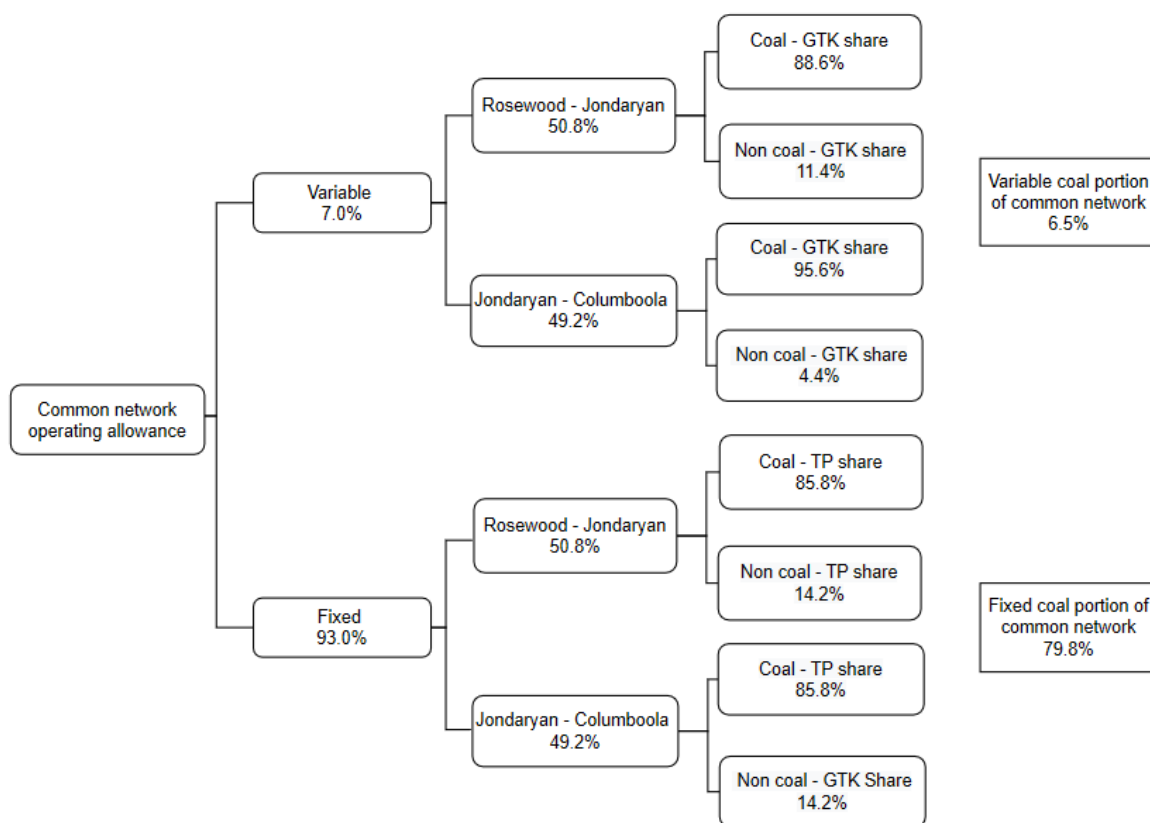 Common network
operating allowance
Variable
7.0%
Rosewood - Jondaryan
50.8%
Coal - GTK share
88.6%
Non coal - GTK share
11.4%
Jondaryan - Columboola
49.2%
Coal - GTK share
95.6%
Non coal - GTK share
4.4%
Variable coal portion
of common network
6.5%
Fixed
93.0%
Rosewood - Jondaryan
50.8%
Coal - TP share
85.8%
Non coal - TP share
14.2%
Jondaryan - Columboola
49.2%
Coal - TP share
85.8%
Non coal - GTK Share
14.2%
Fixed coal portion of
common network
79.8%